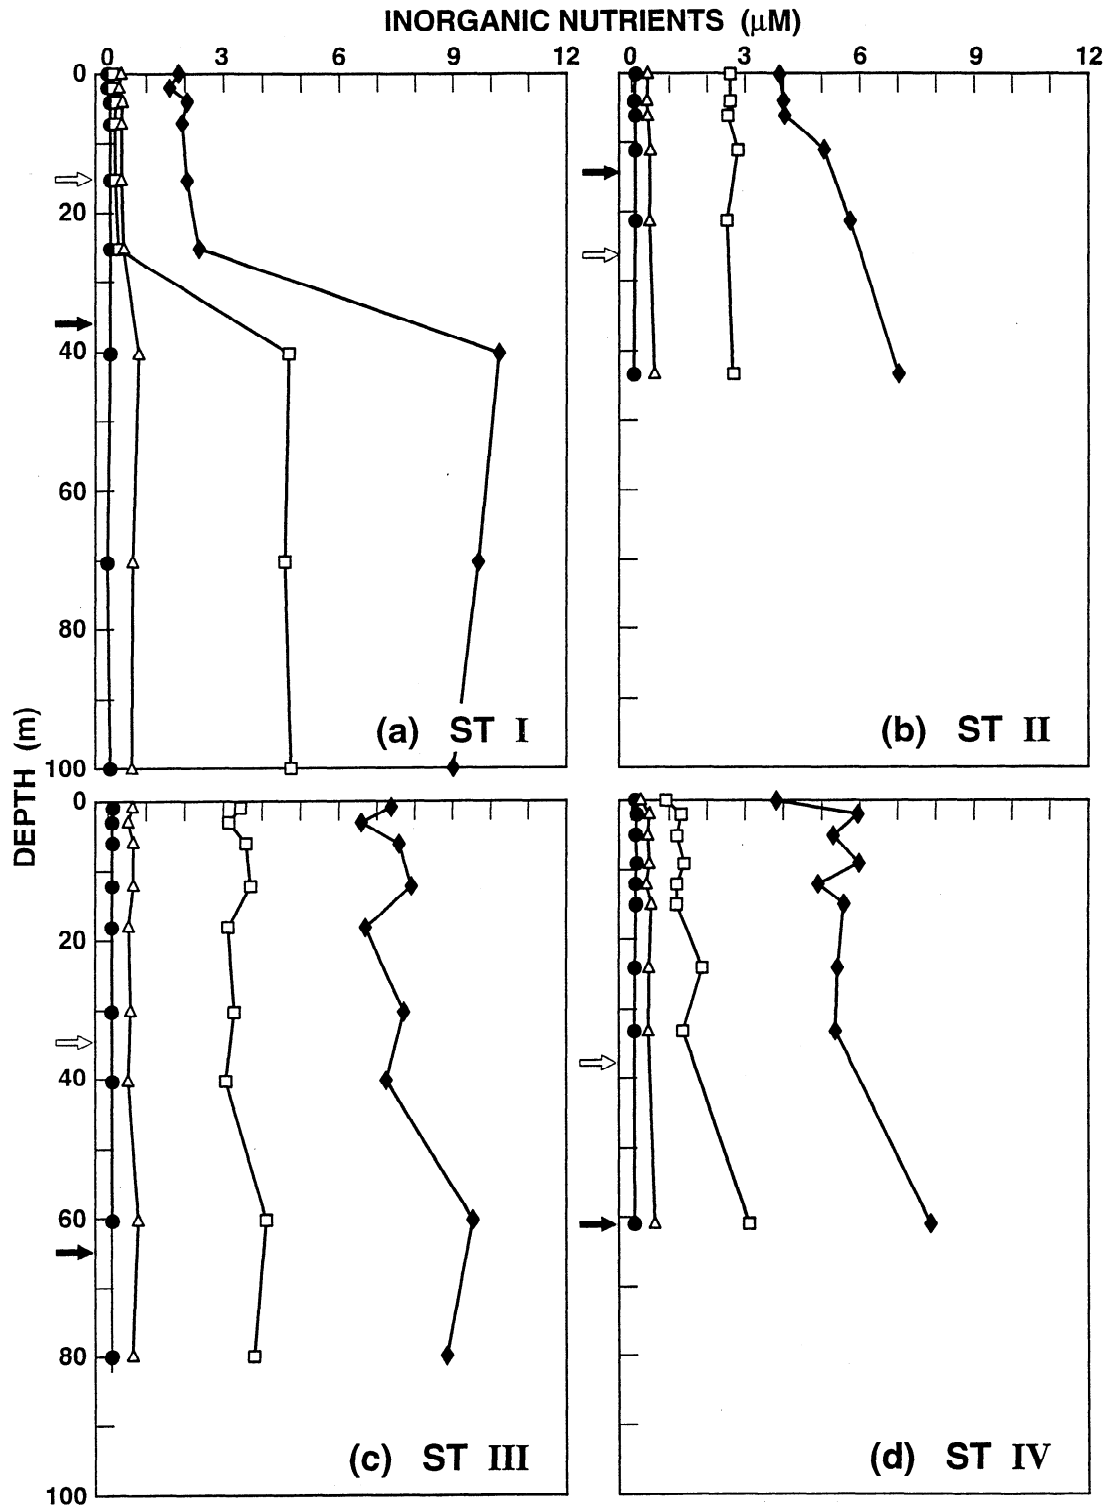 INORGANIC NUTRIENTS (µM)
0 3 6 9 12
0 3 6 9 12
0
20
40
60
80
100
(a) ST I
(b) ST II
DEPTH (m)
0
20
40
60
80
100
(c) ST III
(d) ST IV